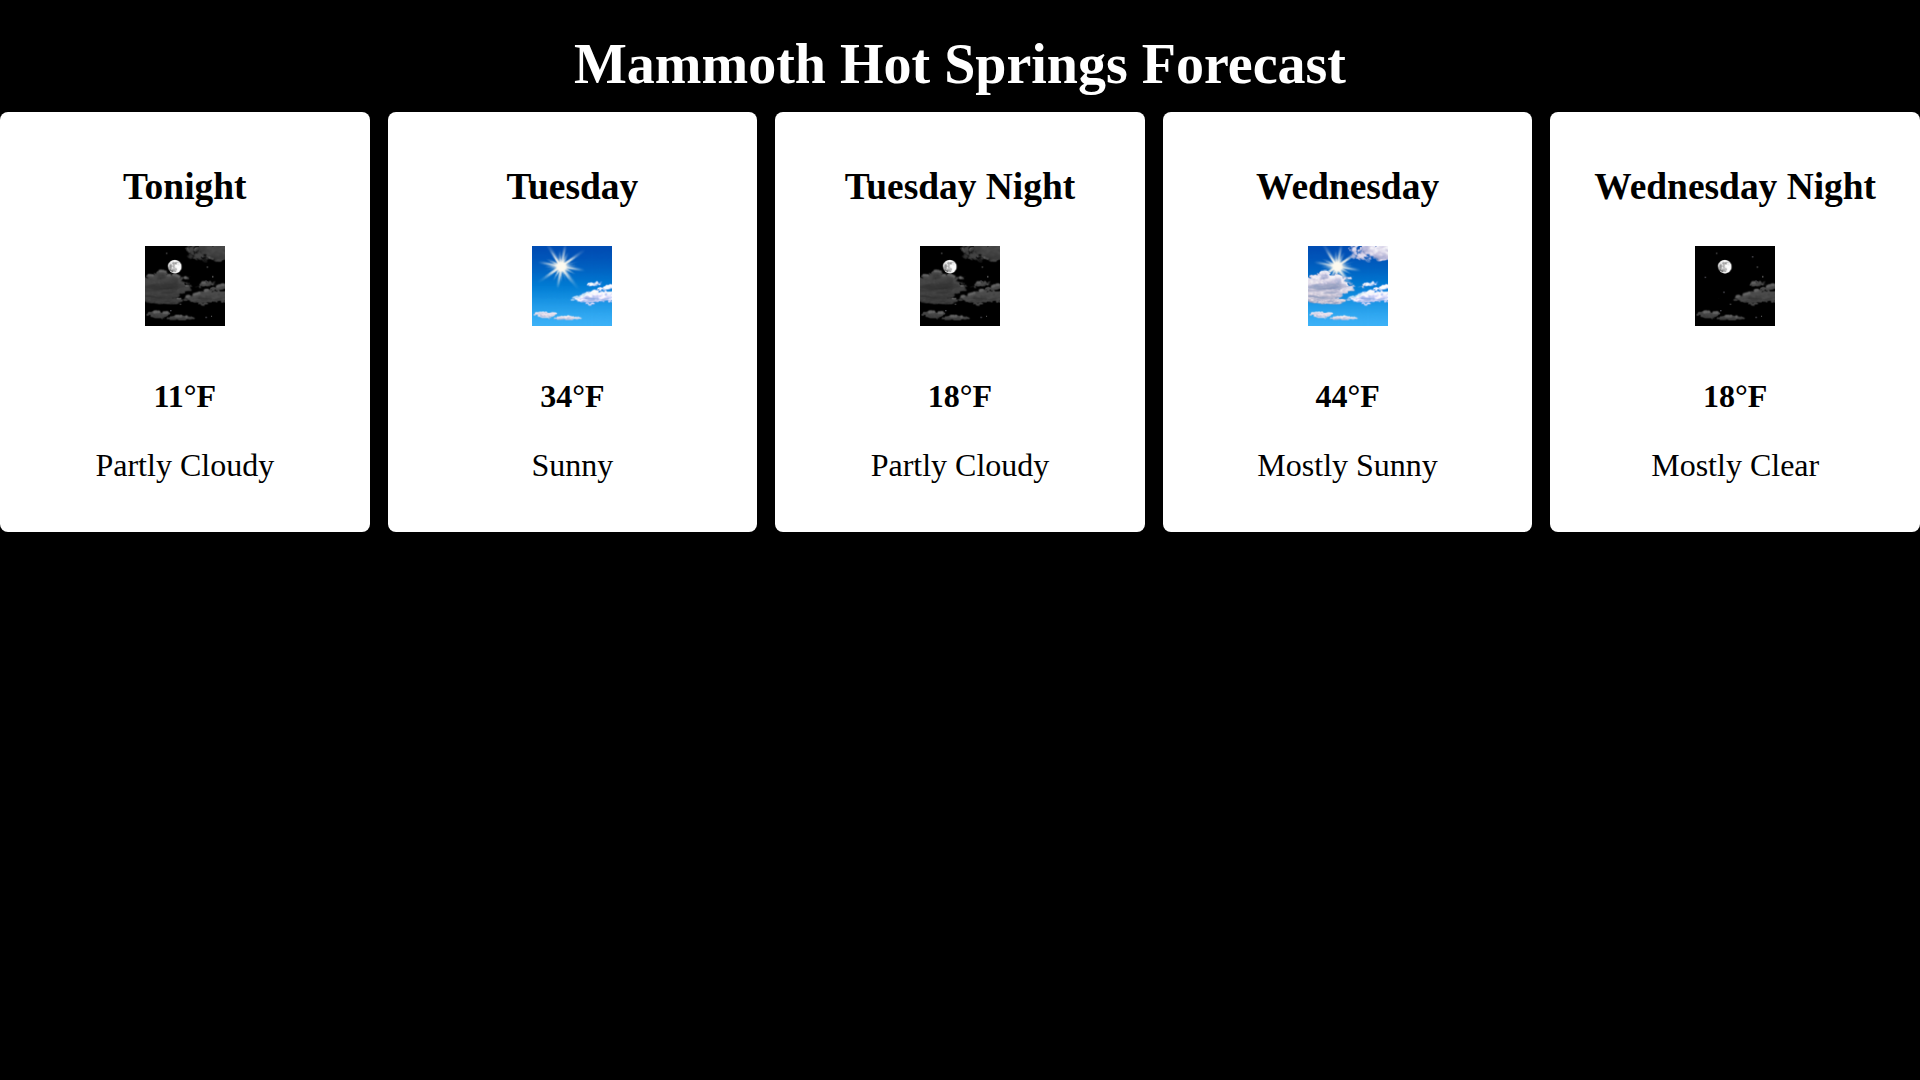 Mammoth Hot Springs Forecast
Tonight
11°F
Partly Cloudy
Tuesday
34°F
Sunny
Tuesday Night
18°F
Partly Cloudy
Wednesday
44°F
Mostly Sunny
Wednesday Night
18°F
Mostly Clear